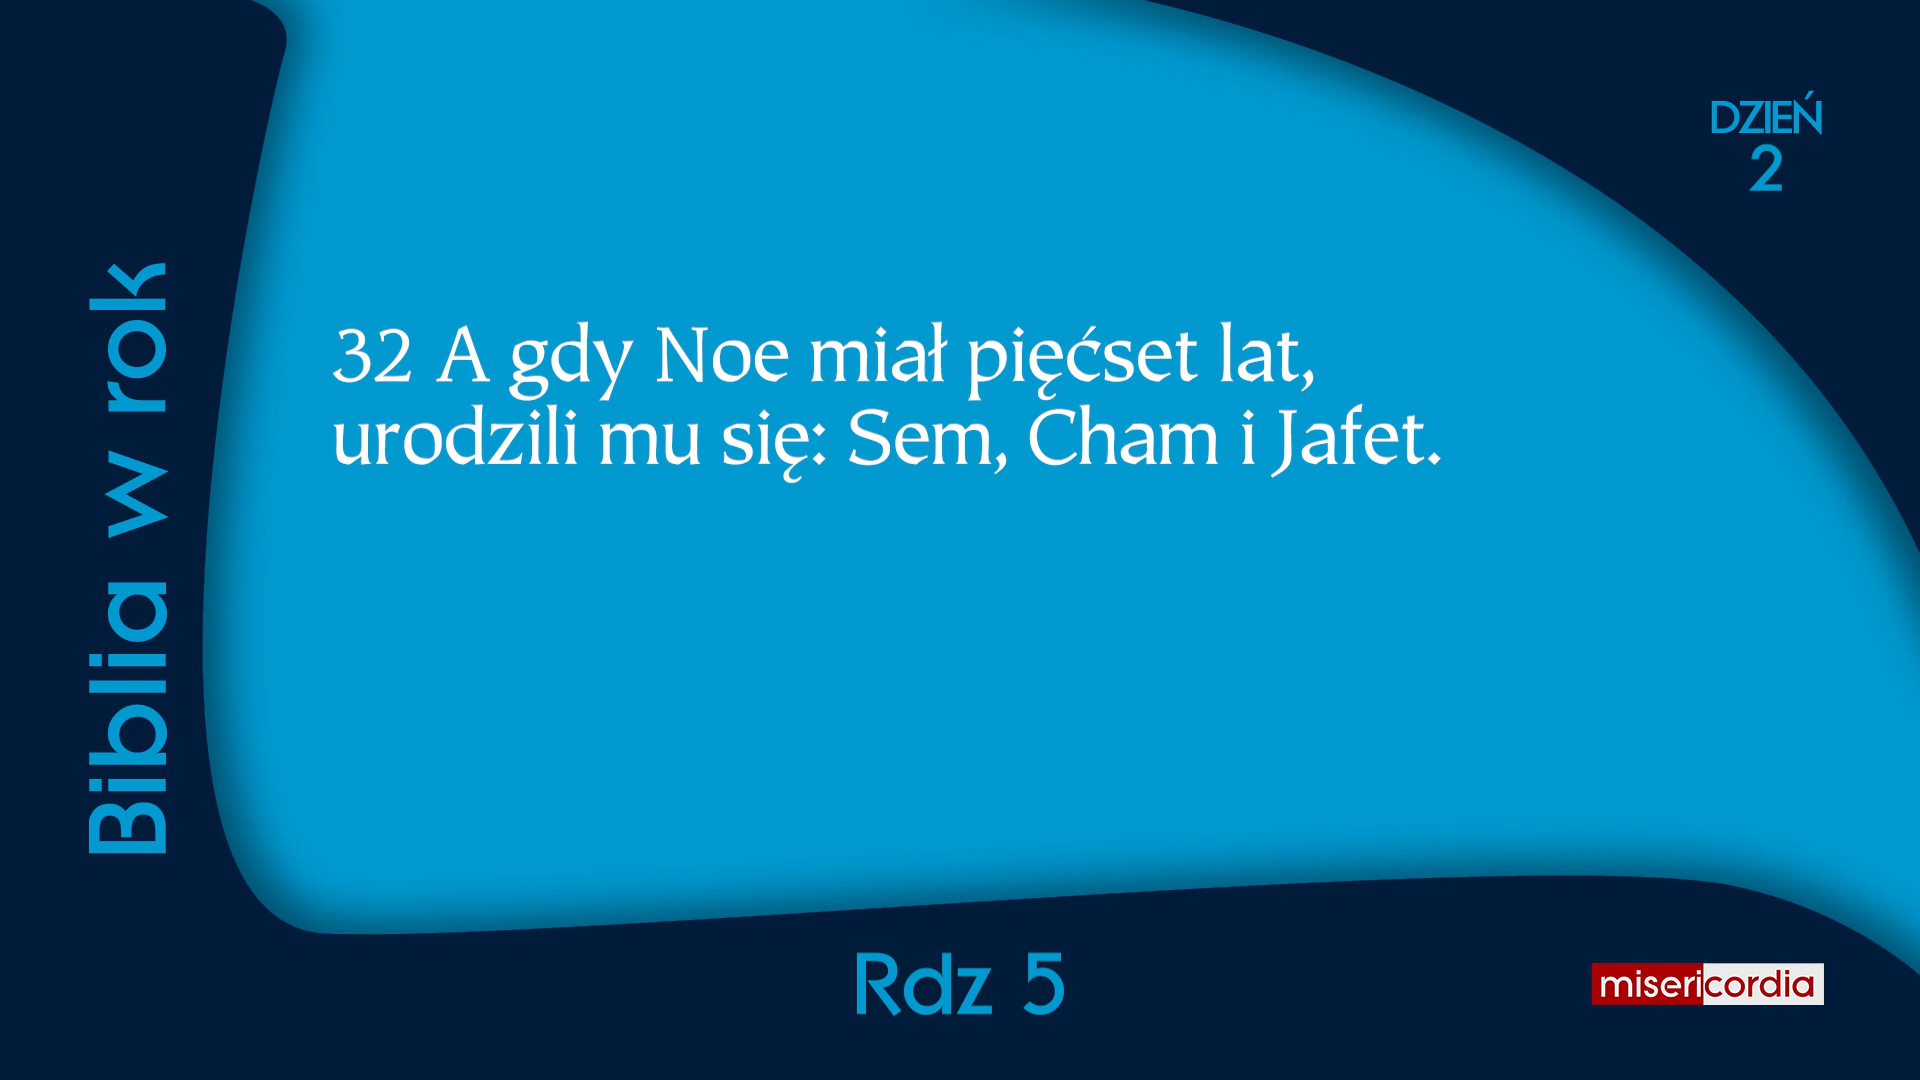 DZIEŃ
2
Biblia w rok
32 A gdy Noe miał pięćset lat,
urodzili mu się: Sem, Cham i Jafet.
Rdz 5
misericordia